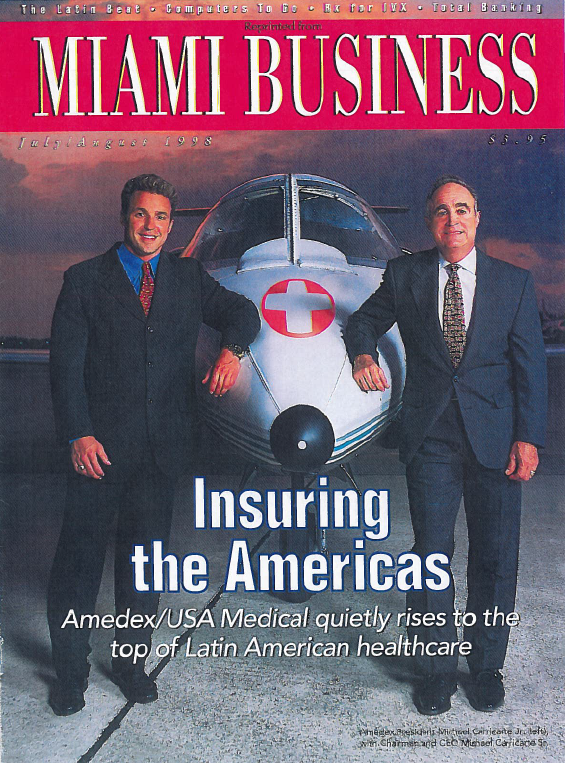 The Latin Beat • Computers To Go • Rx for IVX • Total Banking
Reprinted from
MIAMI BUSINESS
July/August 1998 $3.95
Insuring
the Americas
Amedex/USA Medical quietly rises to the
top of Latin American healthcare
Amedex President Michael Carricarte Jr. (left),
with Chairman and CEO Michael Carricarte Sr.